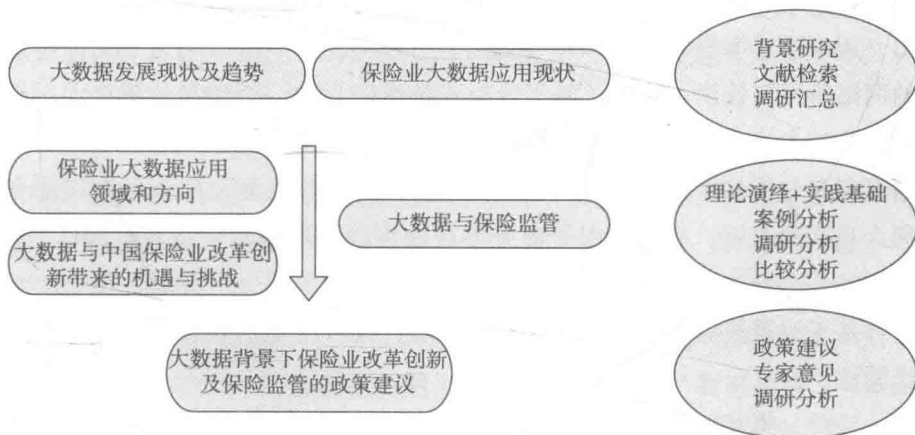 大数据发展现状及趋势
保险业大数据应用现状
背景研究
文献检索
调研汇总
保险业大数据应用
领域和方向
大数据与中国保险业改革创
新带来的机遇与挑战
大数据与保险监管
理论演绎+实践基础
案例分析
调研分析
比较分析
大数据背景下保险业改革创新
及保险监管的政策建议
政策建议
专家意见
调研分析